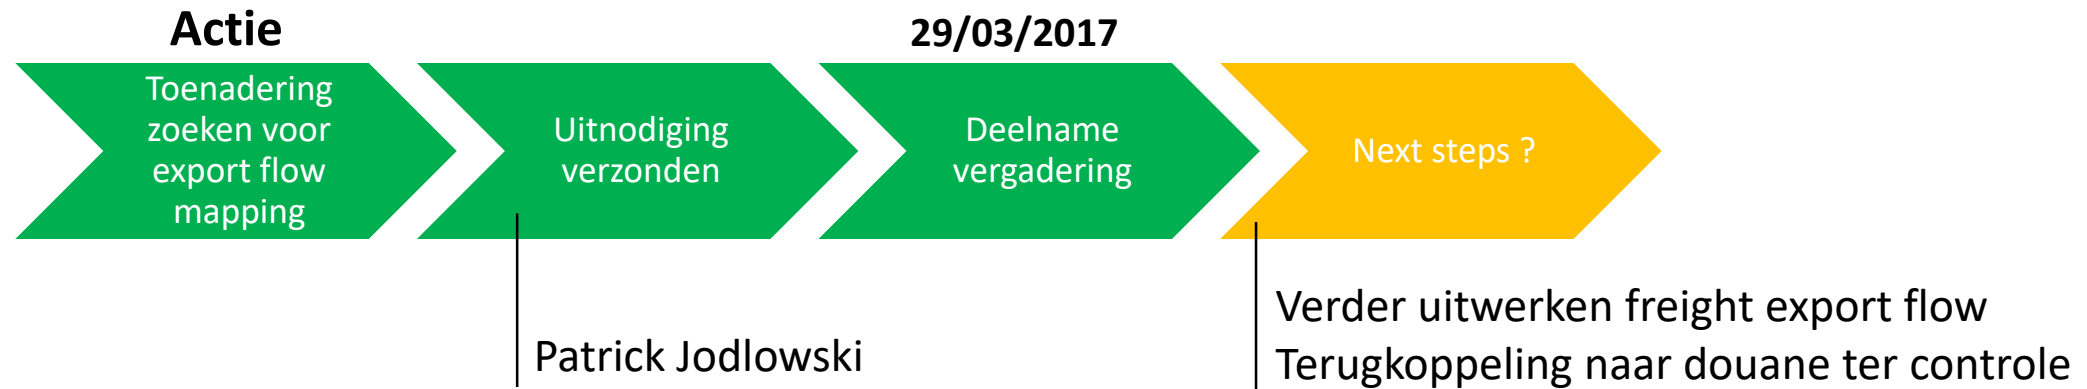 Actie
29/03/2017
Toenadering
zoeken voor
export flow
mapping
Uitnodiging
verzonden
Deelname
vergadering
Next steps ?
Patrick Jodlowski
Verder uitwerken freight export flow
Terugkoppeling naar douane ter controle